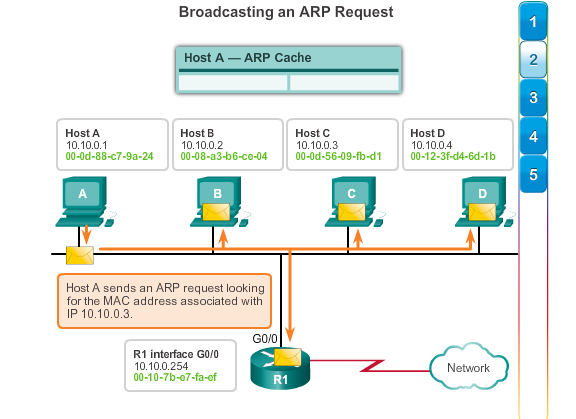 Broadcasting an ARP Request
1
2
3
4
5
Host A — ARP Cache
Host A
10.10.0.1
00-0d-88-c7-9a-24
Host B
10.10.0.2
00-08-a3-b6-ce-04
Host C
10.10.0.3
00-0d-56-09-fb-d1
Host D
10.10.0.4
00-12-3f-d4-6d-1b
A
B
C
D
Host A sends an ARP request looking
for the MAC address associated with
IP 10.10.0.3.
G0/0
R1 interface G0/0
10.10.0.254
00-10-7b-e7-fa-ef
R1
Network